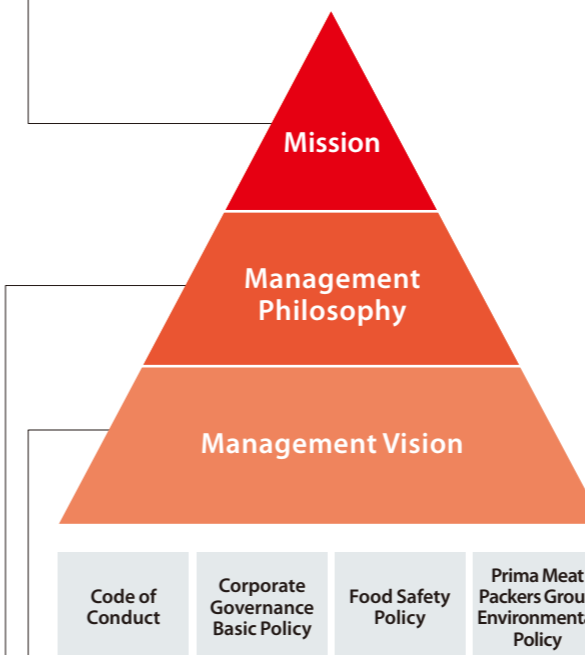 Mission
Management
Philosophy
Management Vision
Code of
Conduct
Corporate
Governance
Basic Policy
Food Safety
Policy
Prima Meat
Packers Grou
Environmenta
Policy